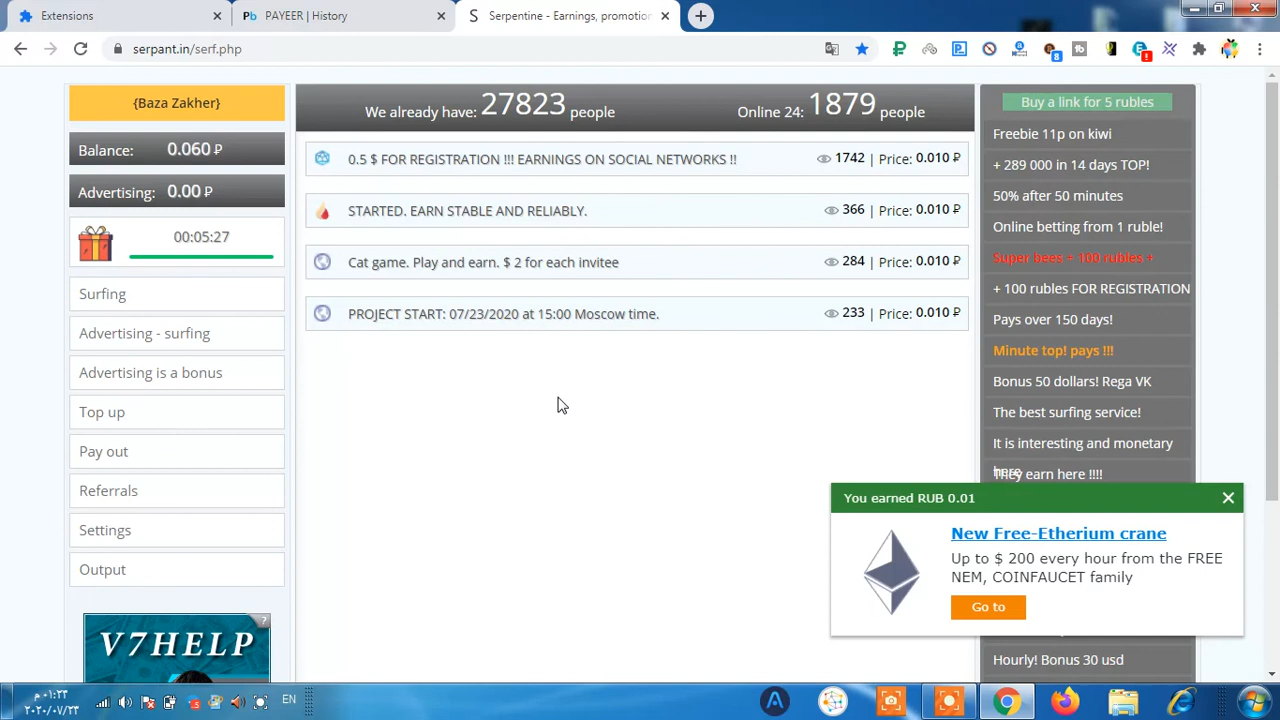 Extensions
Pb PAYEER | History
S Serpentine - Earnings, promotio
serpant.in/serf.php
8
{Baza Zakher}
Balance: 0.060 ₽
Advertising: 0.00 ₽
00:05:27
Surfing
Advertising - surfing
Advertising is a bonus
Top up
Pay out
Referrals
Settings
Output
V7HELP
?
We already have: 27823 people
Online 24: 1879 people
0.5 $ FOR REGISTRATION !!! EARNINGS ON SOCIAL NETWORKS !!
1742 | Price: 0.010 ₽
STARTED. EARN STABLE AND RELIABLY.
366 | Price: 0.010 ₽
Cat game. Play and earn. $ 2 for each invitee
284 | Price: 0.010 ₽
PROJECT START: 07/23/2020 at 15:00 Moscow time.
233 | Price: 0.010 ₽
Buy a link for 5 rubles
Freebie 11p on kiwi
+ 289 000 in 14 days TOP!
50% after 50 minutes
Online betting from 1 ruble!
Super bees + 100 rubles +
+ 100 rubles FOR REGISTRATION
Pays over 150 days!
Minute top! pays !!!
Bonus 50 dollars! Rega VK
The best surfing service!
It is interesting and monetary
here
They earn here !!!!
You earned RUB 0.01
New Free-Etherium crane
Up to $ 200 every hour from the FREE
NEM, COINFAUCET family
Go to
Hourly! Bonus 30 usd
٠١:٢٣ م
٢٠٢٠/٠٧/٢٣
EN